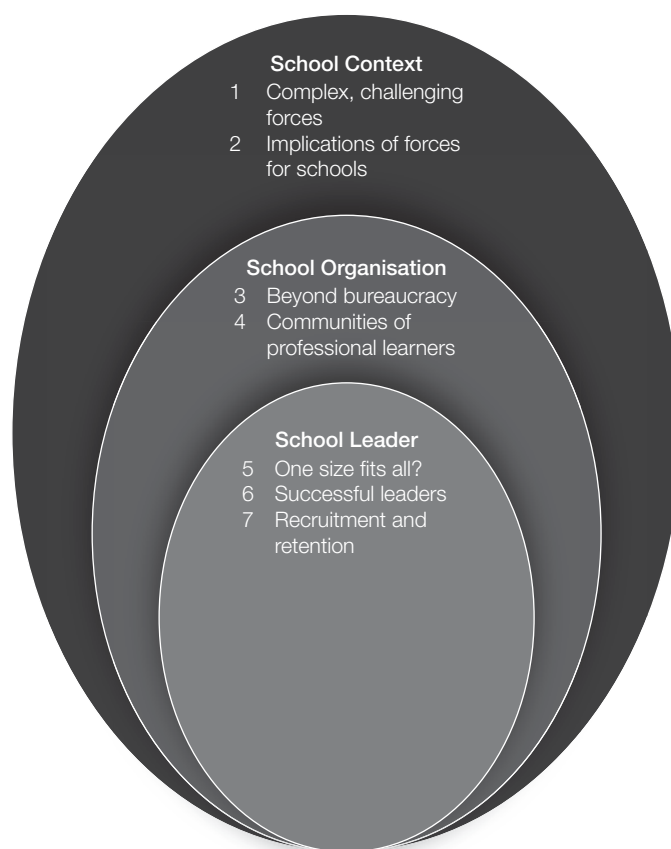 School Context
1 Complex, challenging
forces
2 Implications of forces
for schools
School Organisation
3 Beyond bureaucracy
4 Communities of
professional learners
School Leader
5 One size fits all?
6 Successful leaders
7 Recruitment and
retention